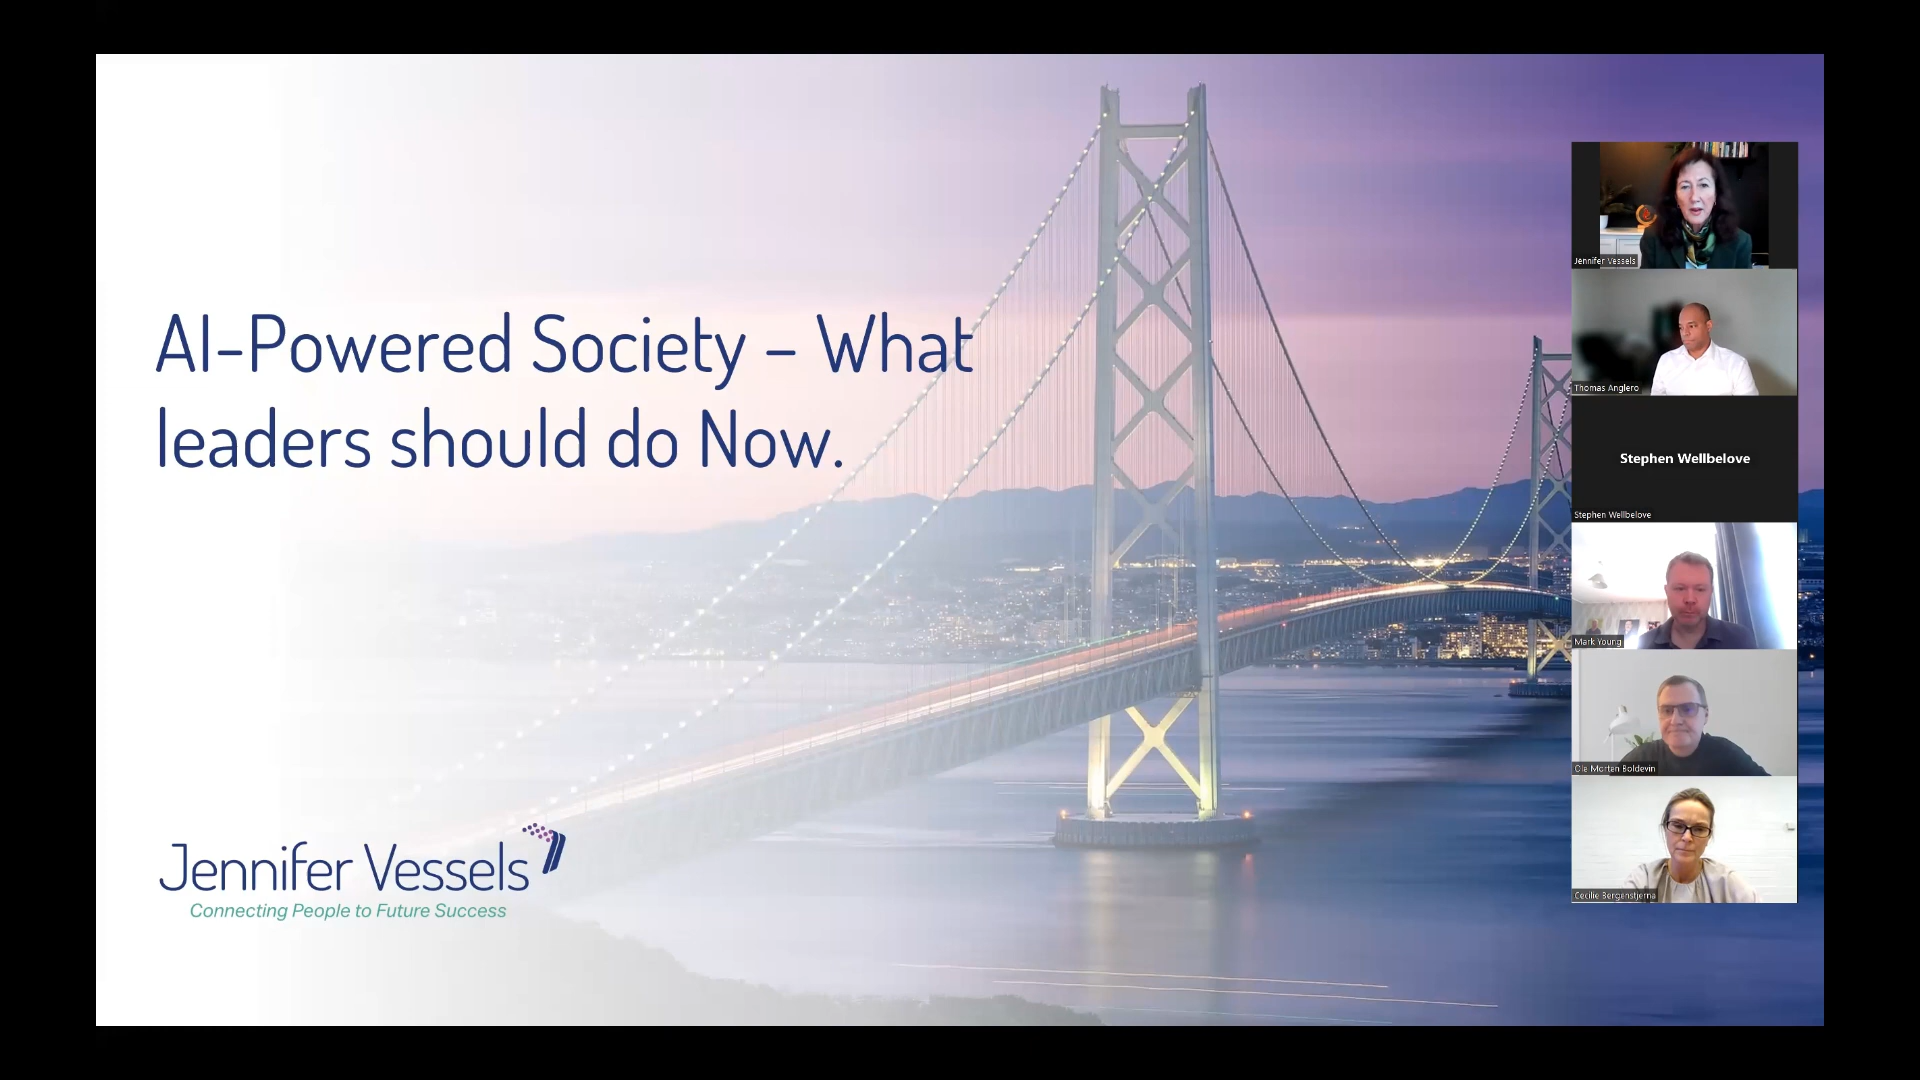 AI-Powered Society – What
leaders should do Now.
Jennifer Vessels
Connecting People to Future Success
Jennifer Vessels
Thomas Anglero
Stephen Wellbelove
Stephen Wellbelove
Mark Young
Ole Morten Boldevin
Cecilie Bergenstjerna